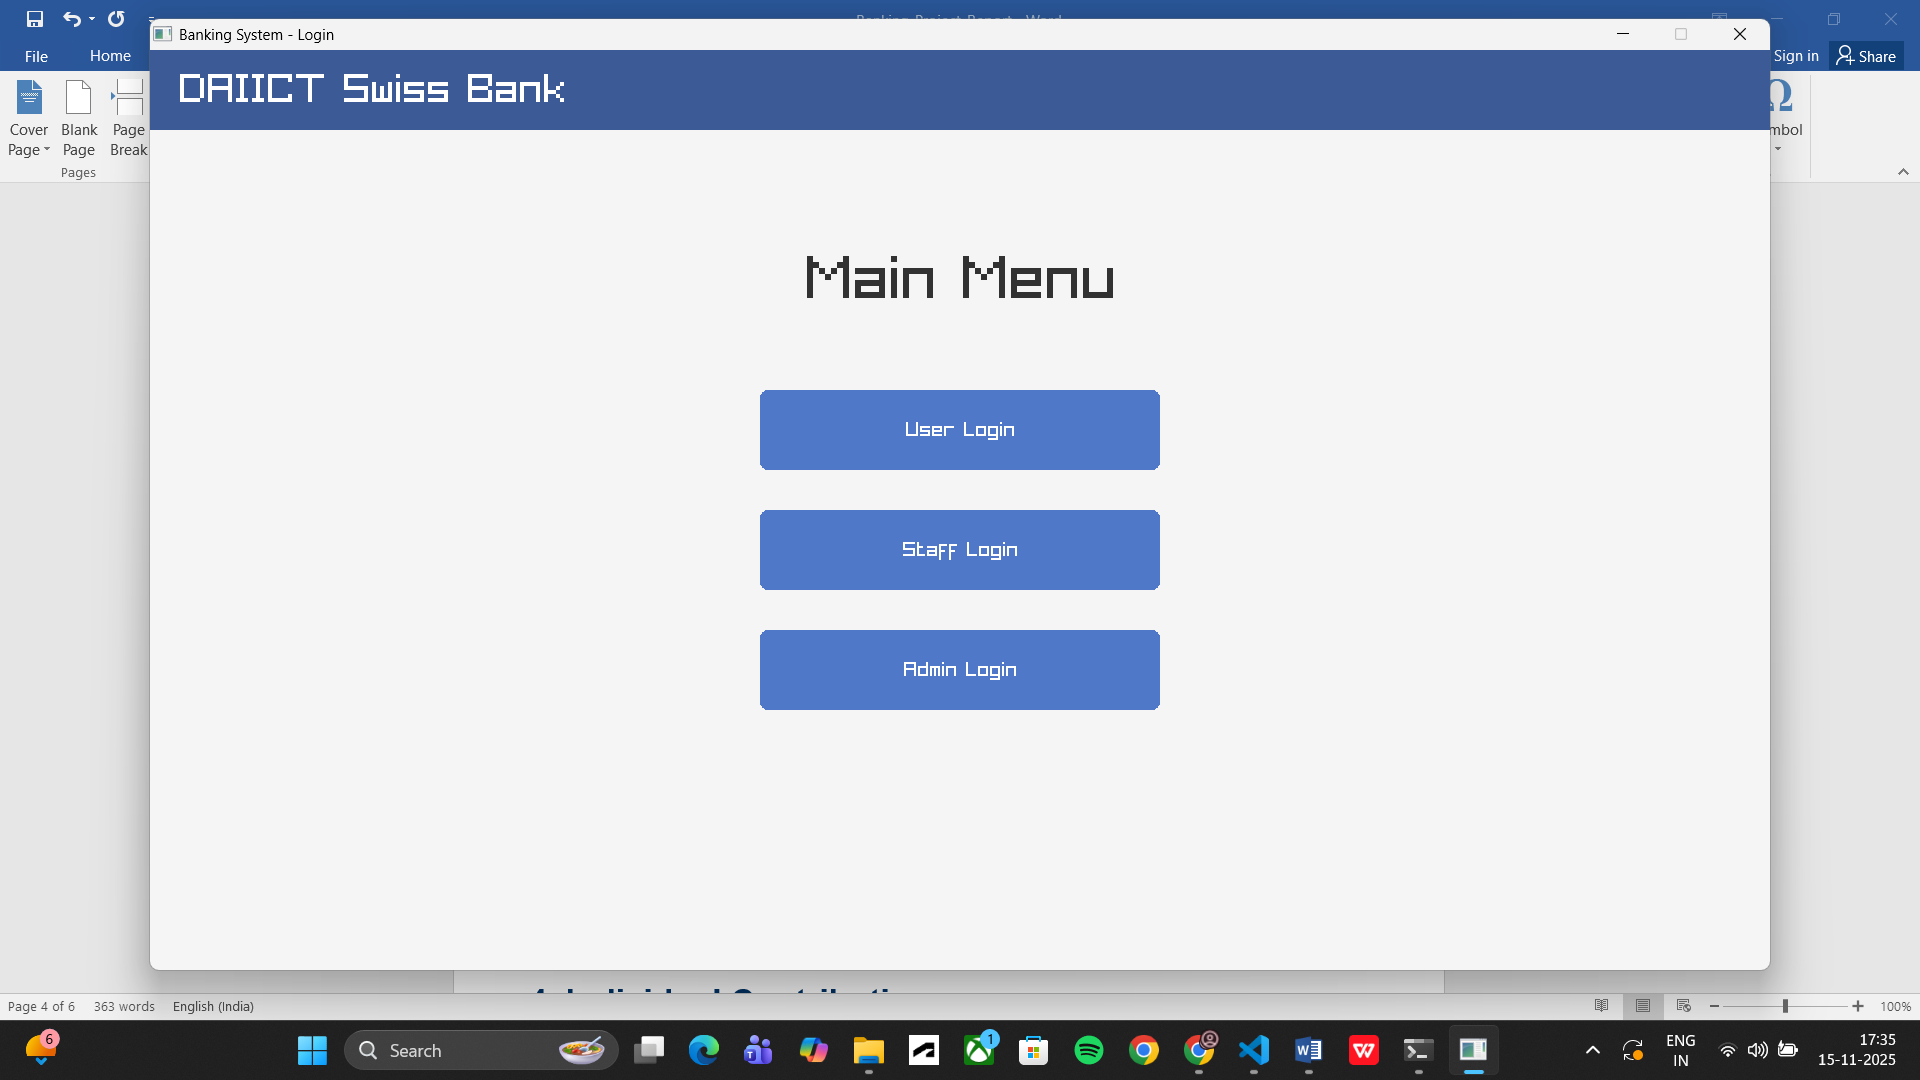 Banking System - Login
File
Home
Sign in
Share
DAIICT Swiss Bank
Cover
Page
Blank
Page
Page
Break
Pages
Main Menu
User Login
Staff Login
Admin Login
Page 4 of 6
363 words
English (India)
100%
6
Search
1
ENG
IN
17:35
15-11-2025